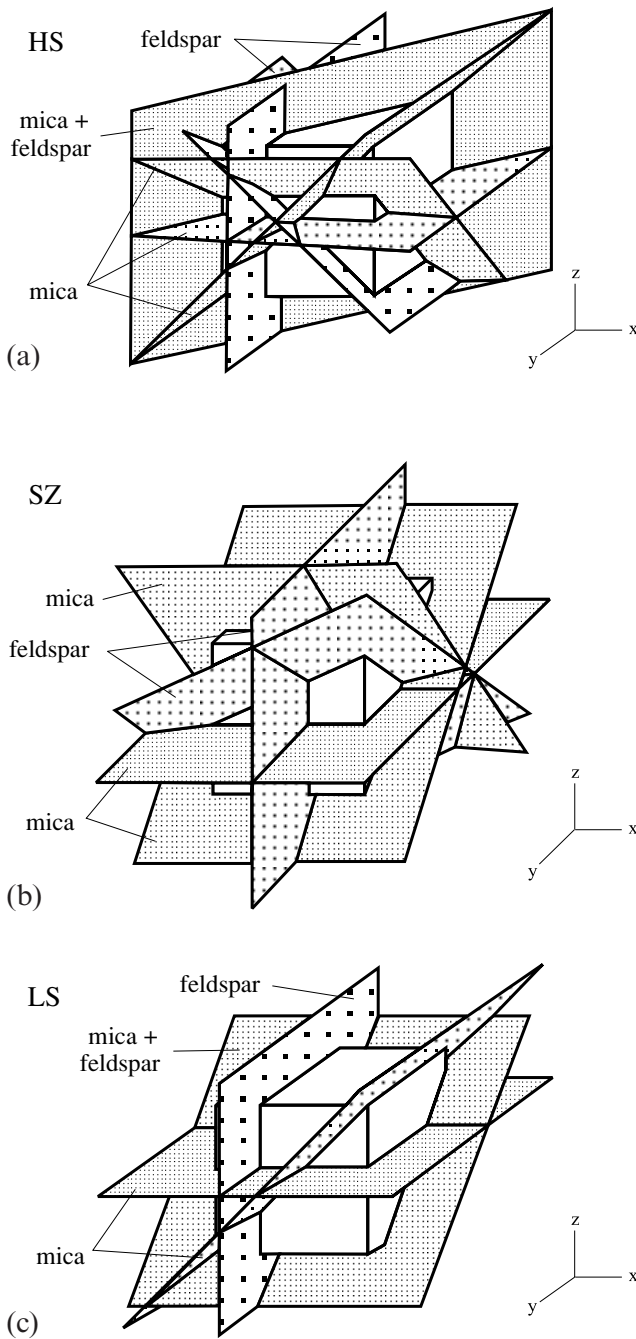 HS
feldspar
mica +
feldspar
mica
z
x
y
(a)
SZ
mica
feldspar
mica
z
x
y
(b)
LS
feldspar
mica +
feldspar
mica
z
x
y
(c)